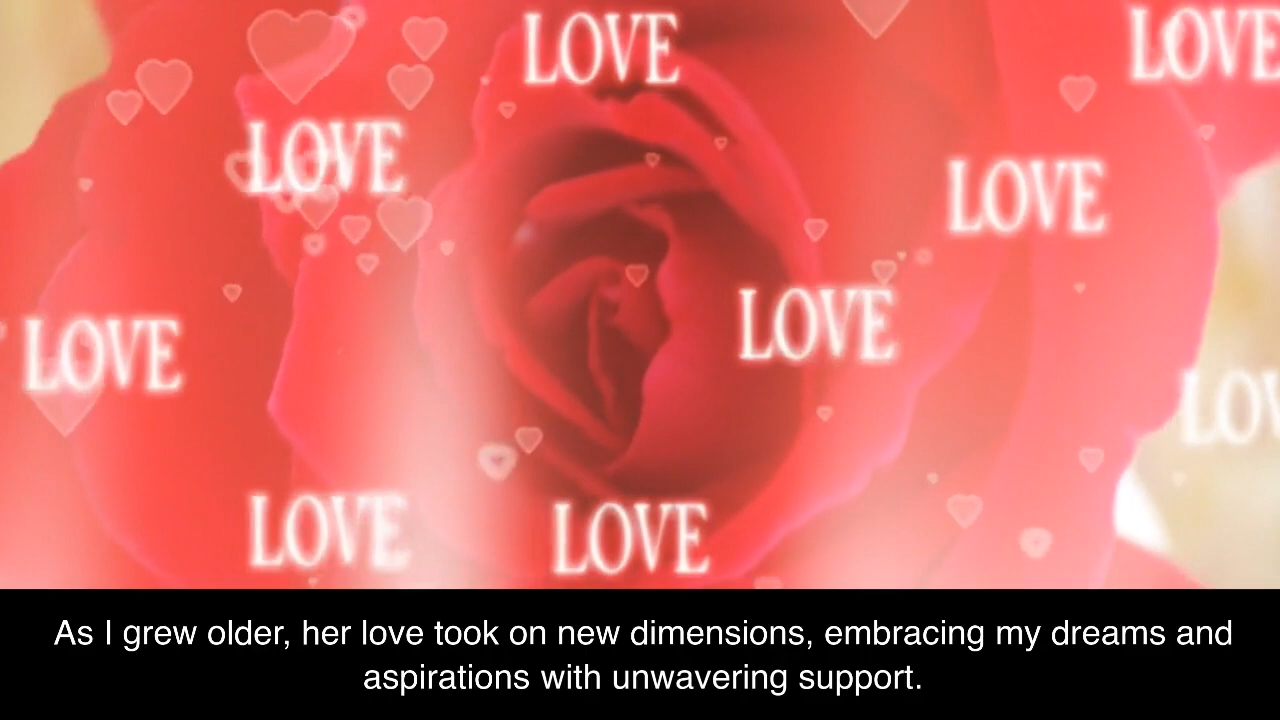 LOVE
LOVE
LOVE
LOVE
LOVE
LOVE
LOV
LOVE
LOVE
As I grew older, her love took on new dimensions, embracing my dreams and
aspirations with unwavering support.